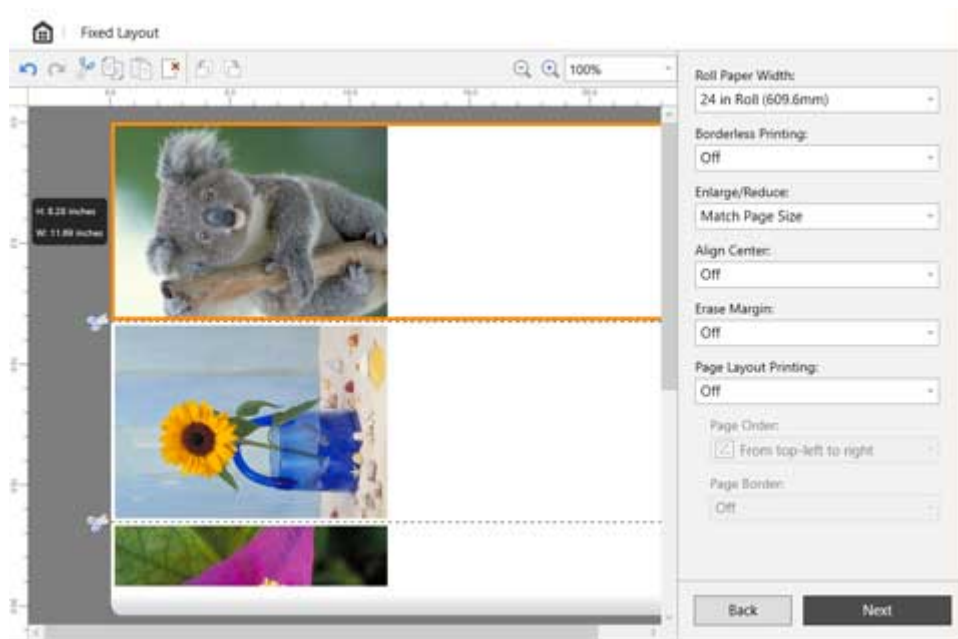 Fixed Layout
100%
H: 8.28 inches
W: 11.89 inches
Roll Paper Width:
24 in Roll (609.6mm)
Borderless Printing:
Off
Enlarge/Reduce:
Match Page Size
Align Center:
Off
Erase Margin:
Off
Page Layout Printing:
Off
Page Order:
From top-left to right
Page Border:
Off
Back
Next